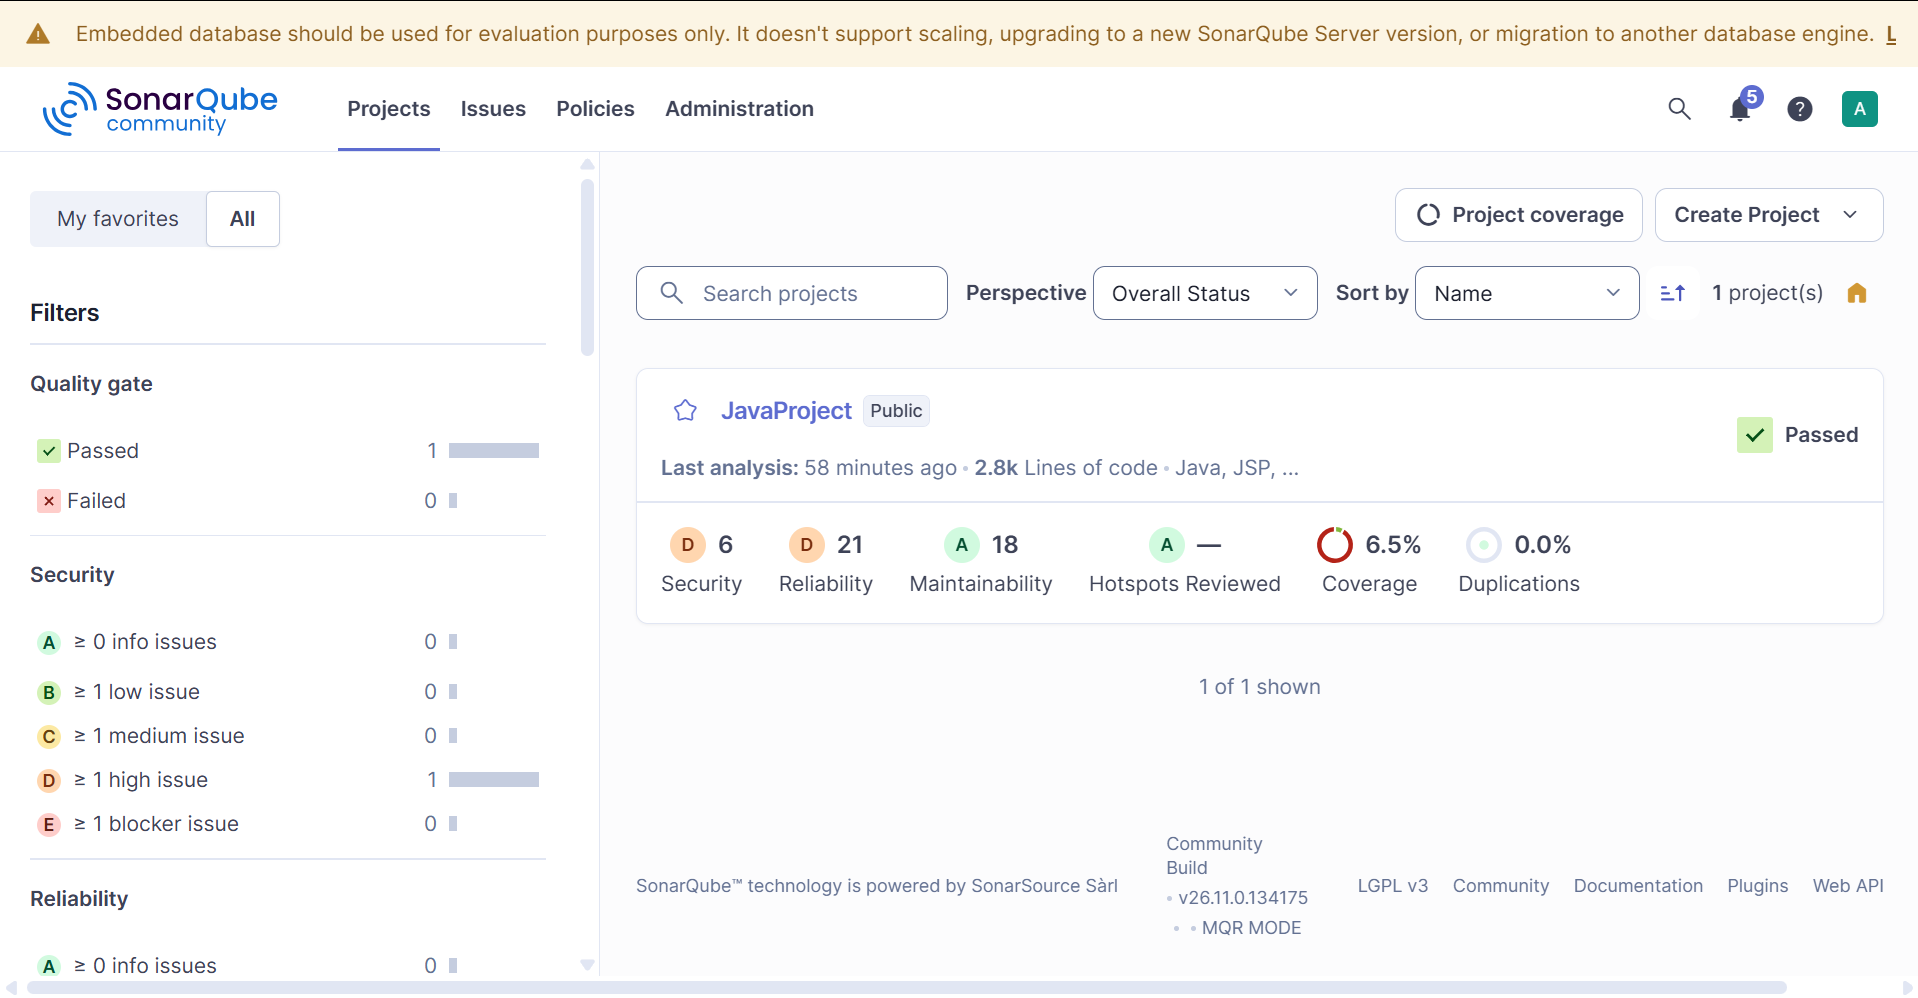 Embedded database should be used for evaluation purposes only. It doesn't support scaling, upgrading to a new SonarQube Server version, or migration to another database engine. L
SonarQube community
Projects Issues Policies Administration
5
?
A
My favorites All
Project coverage
Create Project
Search projects
Perspective Overall Status
Sort by Name
1 project(s)
Filters
Quality gate
Passed 1
Failed 0
Security
A ≥ 0 info issues 0
B ≥ 1 low issue 0
C ≥ 1 medium issue 0
D ≥ 1 high issue 1
E ≥ 1 blocker issue 0
Reliability
A ≥ 0 info issues 0
JavaProject Public
Passed
Last analysis: 58 minutes ago • 2.8k Lines of code • Java, JSP, ...
D 6 D 21 A 18 A — 6.5% 0.0%
Security Reliability Maintainability Hotspots Reviewed Coverage Duplications
1 of 1 shown
SonarQube™ technology is powered by SonarSource Sàrl
Community
Build
• v26.11.0.134175
• • MQR MODE
LGPL v3 Community Documentation Plugins Web API